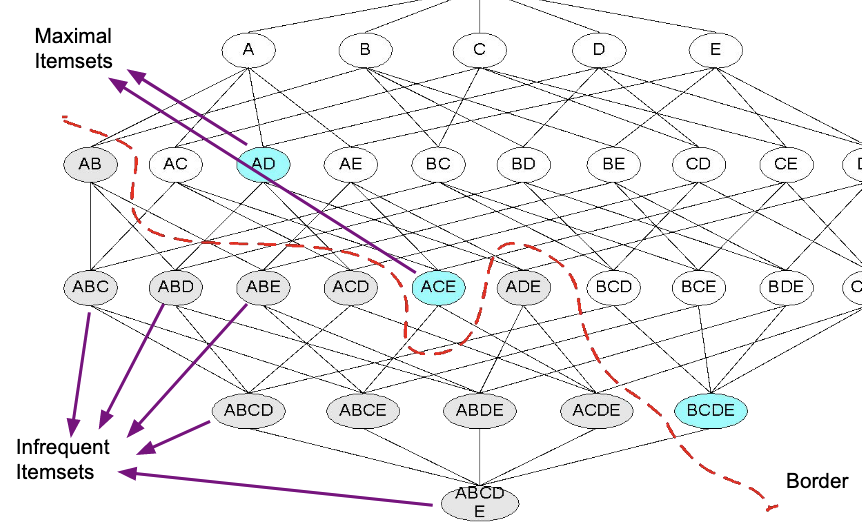 Maximal
Itemsets
A B C D E
AB AC AD AE BC BD BE CD CE
ABC ABD ABE ACD ACE ADE BCD BCE BDE
ABCD ABCE ABDE ACDE BCDE
Infrequent
Itemsets
Border
ABCD
E